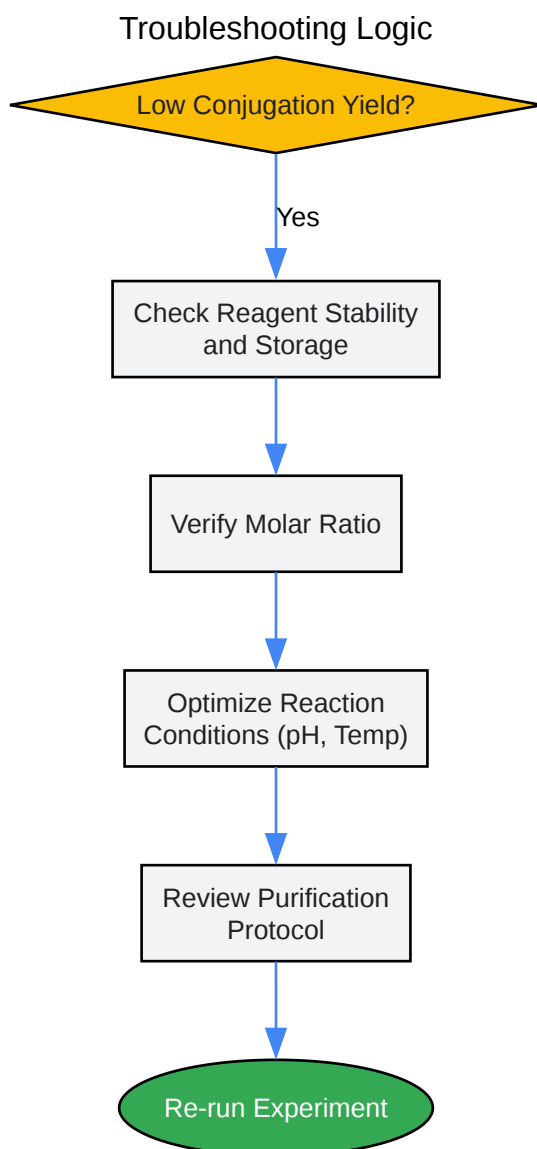 Troubleshooting Logic
Low Conjugation Yield?
Yes
Check Reagent Stability
and Storage
Verify Molar Ratio
Optimize Reaction
Conditions (pH, Temp)
Review Purification
Protocol
Re-run Experiment